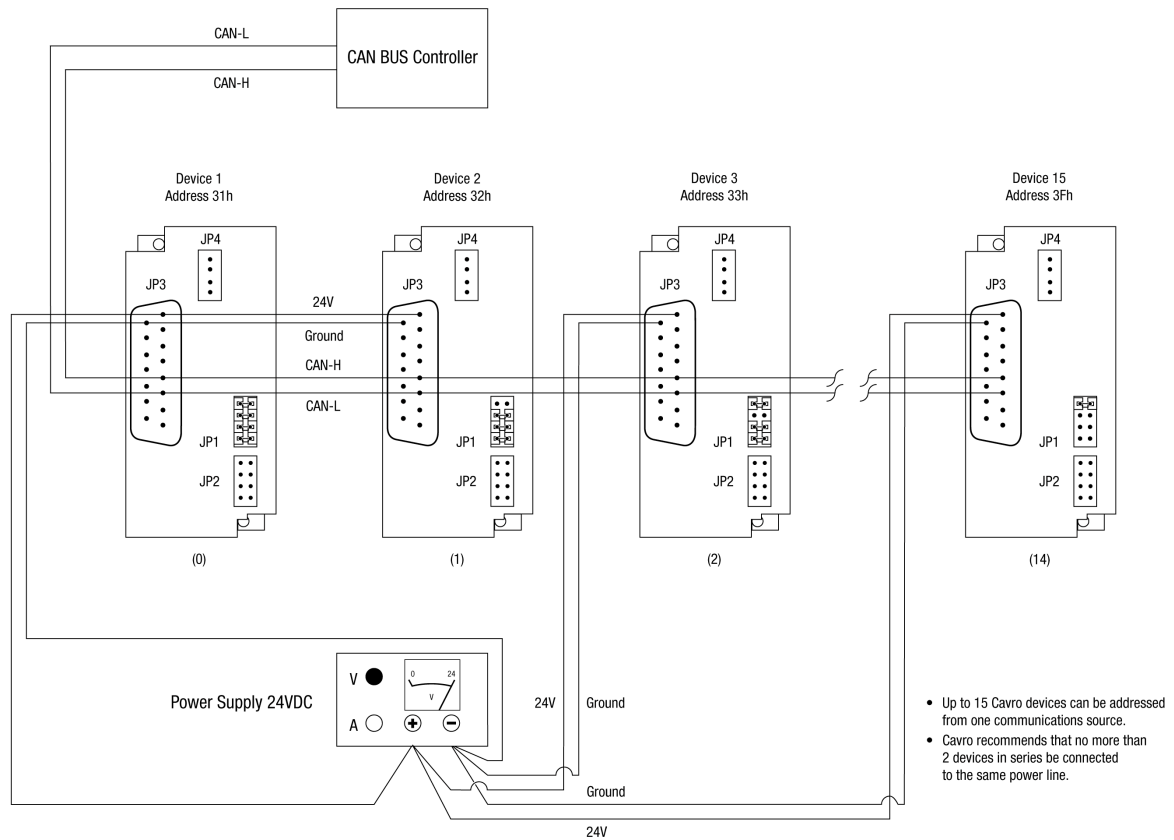 CAN-L
CAN BUS Controller
CAN-H
Device 1
Address 31h
Device 2
Address 32h
Device 3
Address 33h
Device 15
Address 3Fh
JP4
JP4
JP4
JP4
JP3
JP3
JP3
JP3
24V
Ground
CAN-H
CAN-L
JP1
JP1
JP1
JP1
JP2
JP2
JP2
JP2
(0)
(1)
(2)
(14)
Power Supply 24VDC
V
0
24
V
A
+
−
24V
Ground
Ground
24V
• Up to 15 Cavro devices can be addressed
from one communications source.
• Cavro recommends that no more than
2 devices in series be connected
to the same power line.